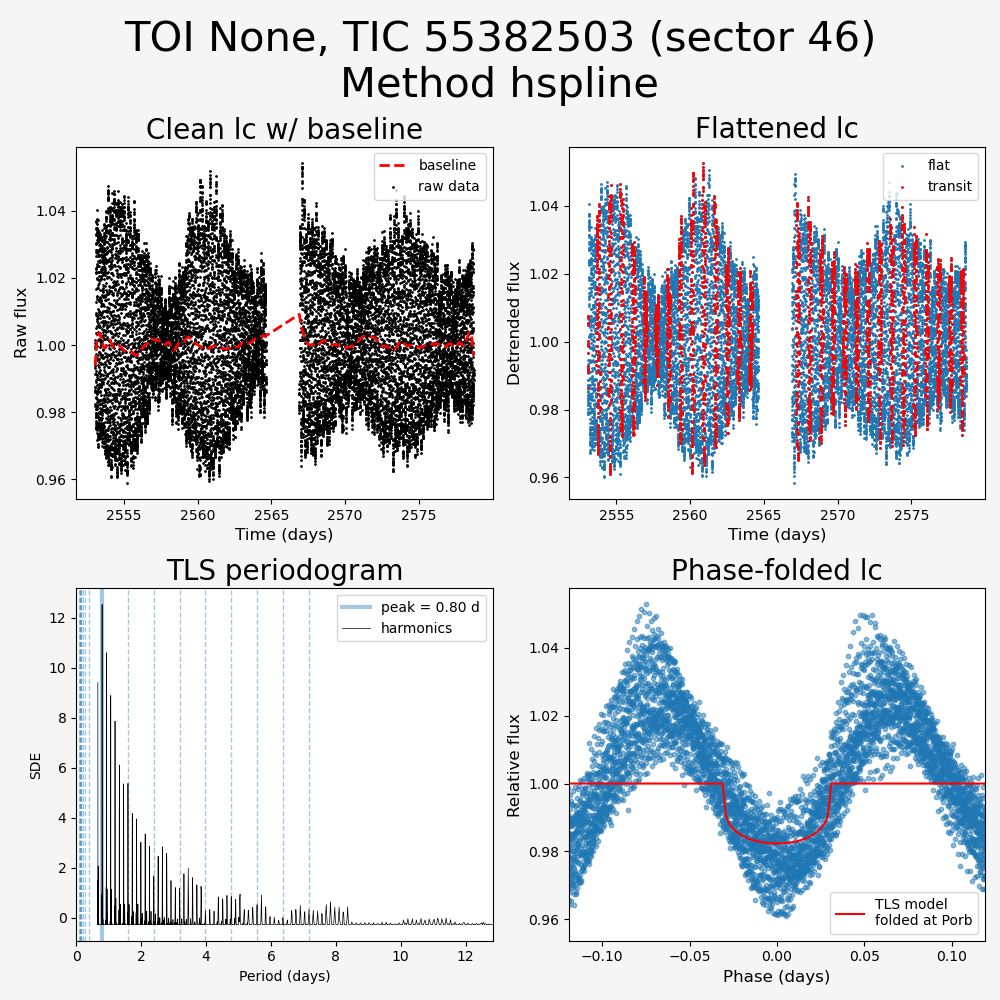 TOI None, TIC 55382503 (sector 46)
Method hspline
Clean lc w/ baseline
Flattened lc
baseline
raw data
flat
transit
1.04
1.02
1.00
0.98
0.96
Raw flux
2555
2560
2565
2570
2575
Time (days)
1.04
1.02
1.00
0.98
0.96
Detrended flux
2555
2560
2565
2570
2575
Time (days)
TLS periodogram
Phase-folded lc
peak = 0.80 d
harmonics
12
10
8
6
4
2
0
SDE
0
2
4
6
8
10
12
Period (days)
1.04
1.02
1.00
0.98
0.96
Relative flux
TLS model
folded at Porb
−0.10
−0.05
0.00
0.05
0.10
Phase (days)